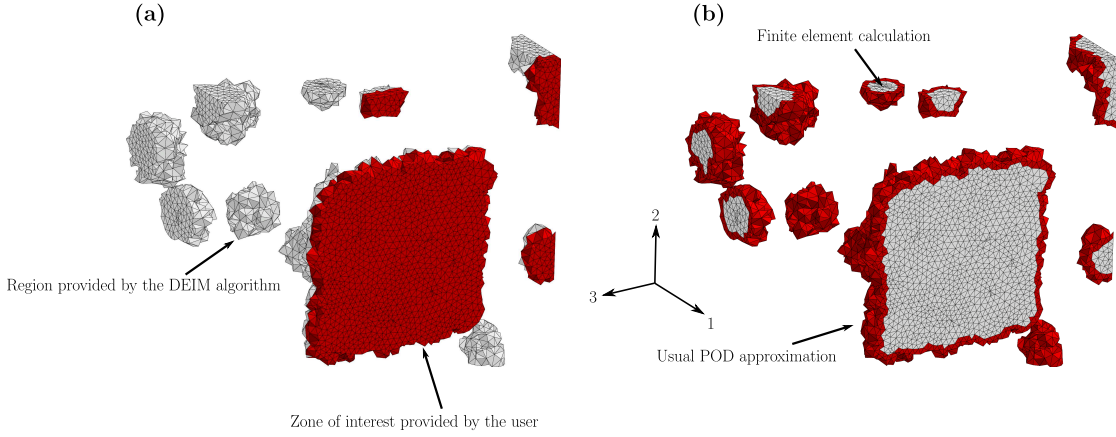 (a)
Region provided by the DEIM algorithm
Zone of interest provided by the user
(b)
Finite element calculation
2
3
1
Usual POD approximation